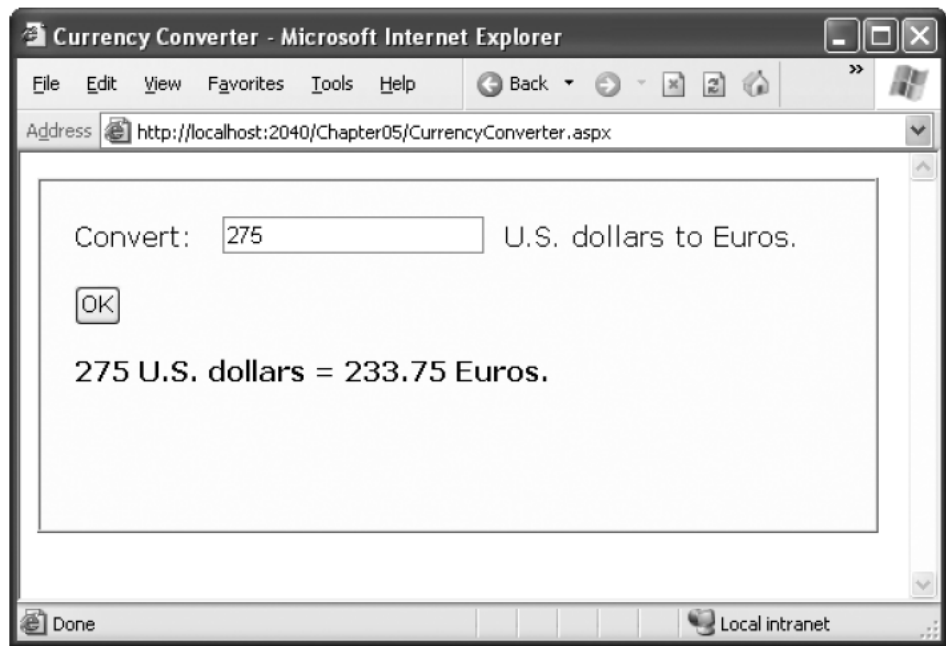 Currency Converter - Microsoft Internet Explorer
File Edit View Favorites Tools Help Back »
Address http://localhost:2040/Chapter05/CurrencyConverter.aspx
Convert: 275 U.S. dollars to Euros.
OK
275 U.S. dollars = 233.75 Euros.
Done Local intranet